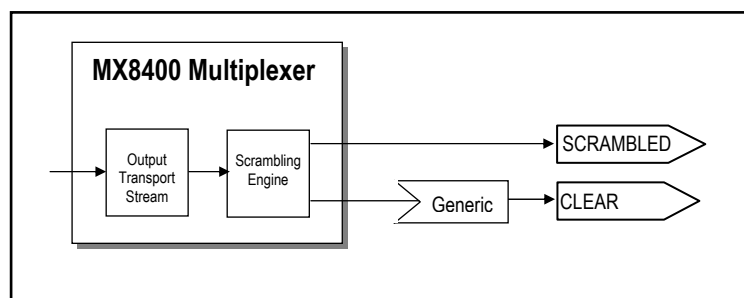 MX8400 Multiplexer
Output
Transport
Stream
Scrambling
Engine
SCRAMBLED
Generic
CLEAR